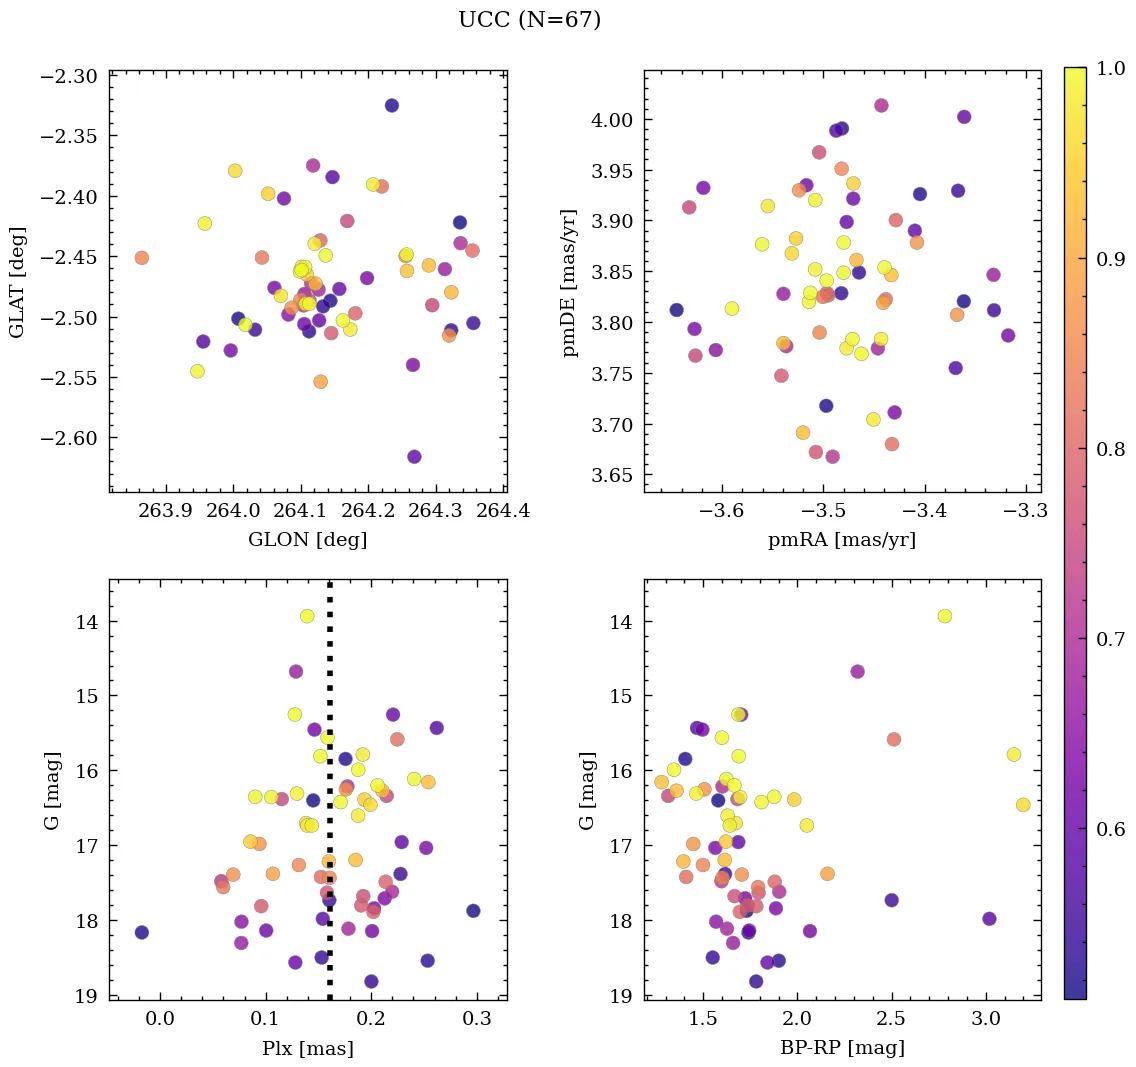 UCC (N=67)
−2.30
−2.35
−2.40
−2.45
−2.50
−2.55
−2.60
GLAT [deg]
263.9 264.0 264.1 264.2 264.3 264.4
GLON [deg]
4.00
3.95
3.90
3.85
3.80
3.75
3.70
3.65
pmDE [mas/yr]
−3.6 −3.5 −3.4 −3.3
pmRA [mas/yr]
1.0
0.9
0.8
0.7
0.6
14
15
16
17
18
19
G [mag]
0.0 0.1 0.2 0.3
Plx [mas]
14
15
16
17
18
19
G [mag]
1.5 2.0 2.5 3.0
BP-RP [mag]